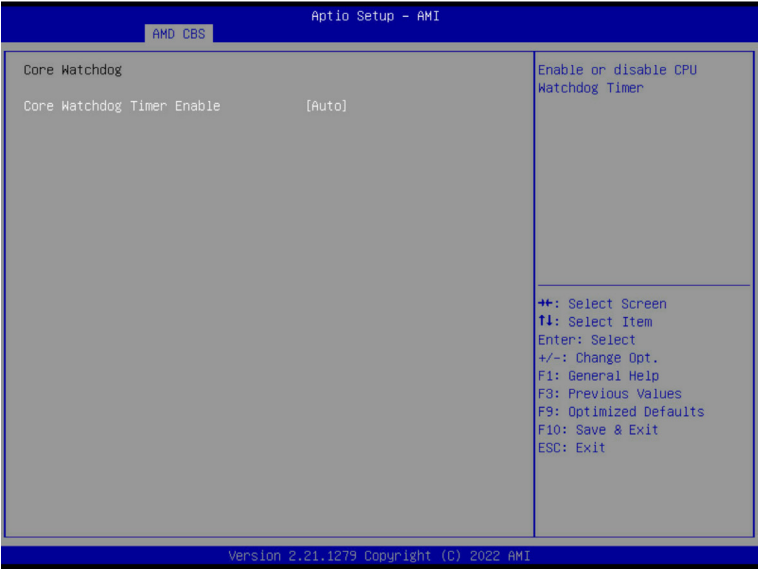 Aptio Setup – AMI
AMD CBS
Core Watchdog
Core Watchdog Timer Enable [Auto]
Enable or disable CPU
Watchdog Timer
→←: Select Screen
↑↓: Select Item
Enter: Select
+/-: Change Opt.
F1: General Help
F3: Previous Values
F9: Optimized Defaults
F10: Save & Exit
ESC: Exit
Version 2.21.1279 Copyright (C) 2022 AMI